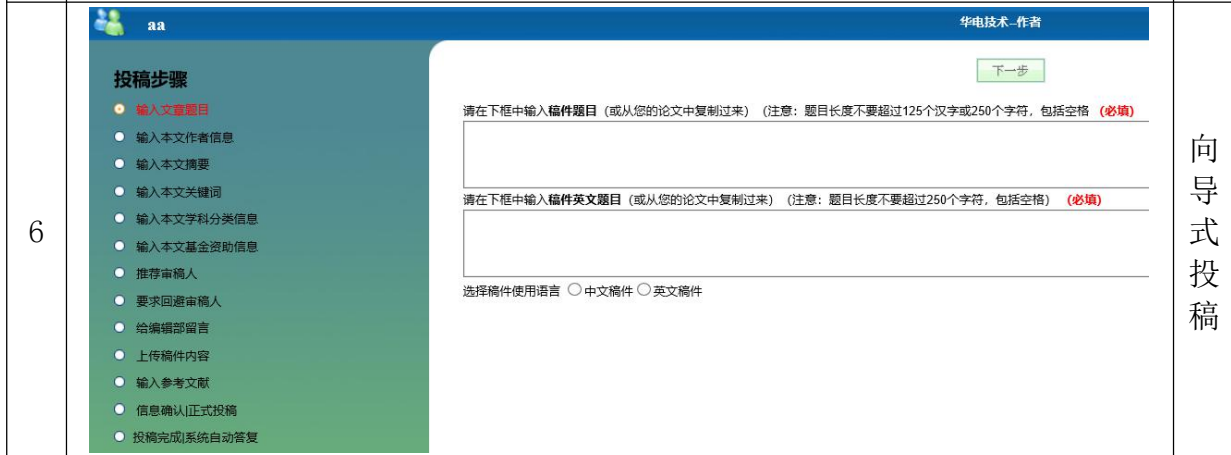 aa
华电技术--作者
投稿步骤
输入文章题目
输入本文作者信息
输入本文摘要
输入本文关键词
输入本文学科分类信息
输入本文基金资助信息
推荐审稿人
要求回避审稿人
给编辑部留言
上传稿件内容
输入参考文献
信息确认|正式投稿
投稿完成|系统自动答复
下一步
请在下框中输入稿件题目（或从您的论文中复制过来）（注意：题目长度不要超过125个汉字或250个字符，包括空格 (必填)
请在下框中输入稿件英文题目（或从您的论文中复制过来）（注意：题目长度不要超过250个字符，包括空格） (必填)
选择稿件使用语言 中文稿件 英文稿件
6
向
导
式
投
稿